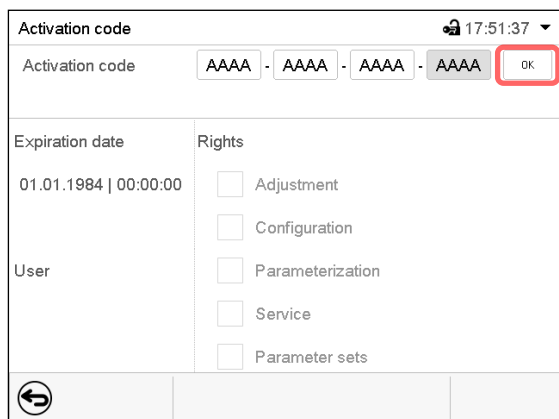 Activation code 17:51:37
Activation code AAAA - AAAA - AAAA - AAAA OK
Expiration date Rights
01.01.1984 | 00:00:00 Adjustment
Configuration
User Parameterization
Service
Parameter sets